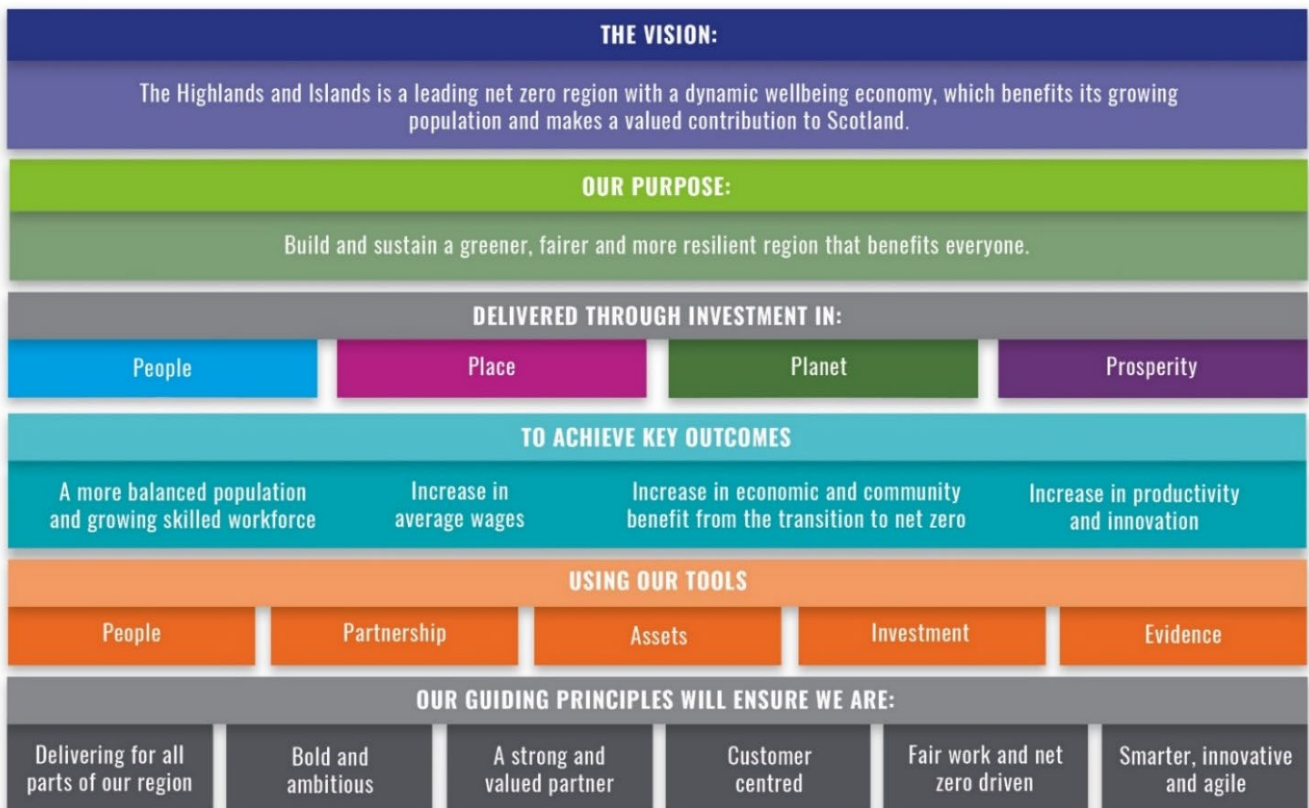 THE VISION:
The Highlands and Islands is a leading net zero region with a dynamic wellbeing economy, which benefits its growing
population and makes a valued contribution to Scotland.
OUR PURPOSE:
Build and sustain a greener, fairer and more resilient region that benefits everyone.
DELIVERED THROUGH INVESTMENT IN:
People
Place
Planet
Prosperity
TO ACHIEVE KEY OUTCOMES
A more balanced population
and growing skilled workforce
Increase in
average wages
Increase in economic and community
benefit from the transition to net zero
Increase in productivity
and innovation
USING OUR TOOLS
People
Partnership
Assets
Investment
Evidence
OUR GUIDING PRINCIPLES WILL ENSURE WE ARE:
Delivering for all
parts of our region
Bold and
ambitious
A strong and
valued partner
Customer
centred
Fair work and net
zero driven
Smarter, innovative
and agile